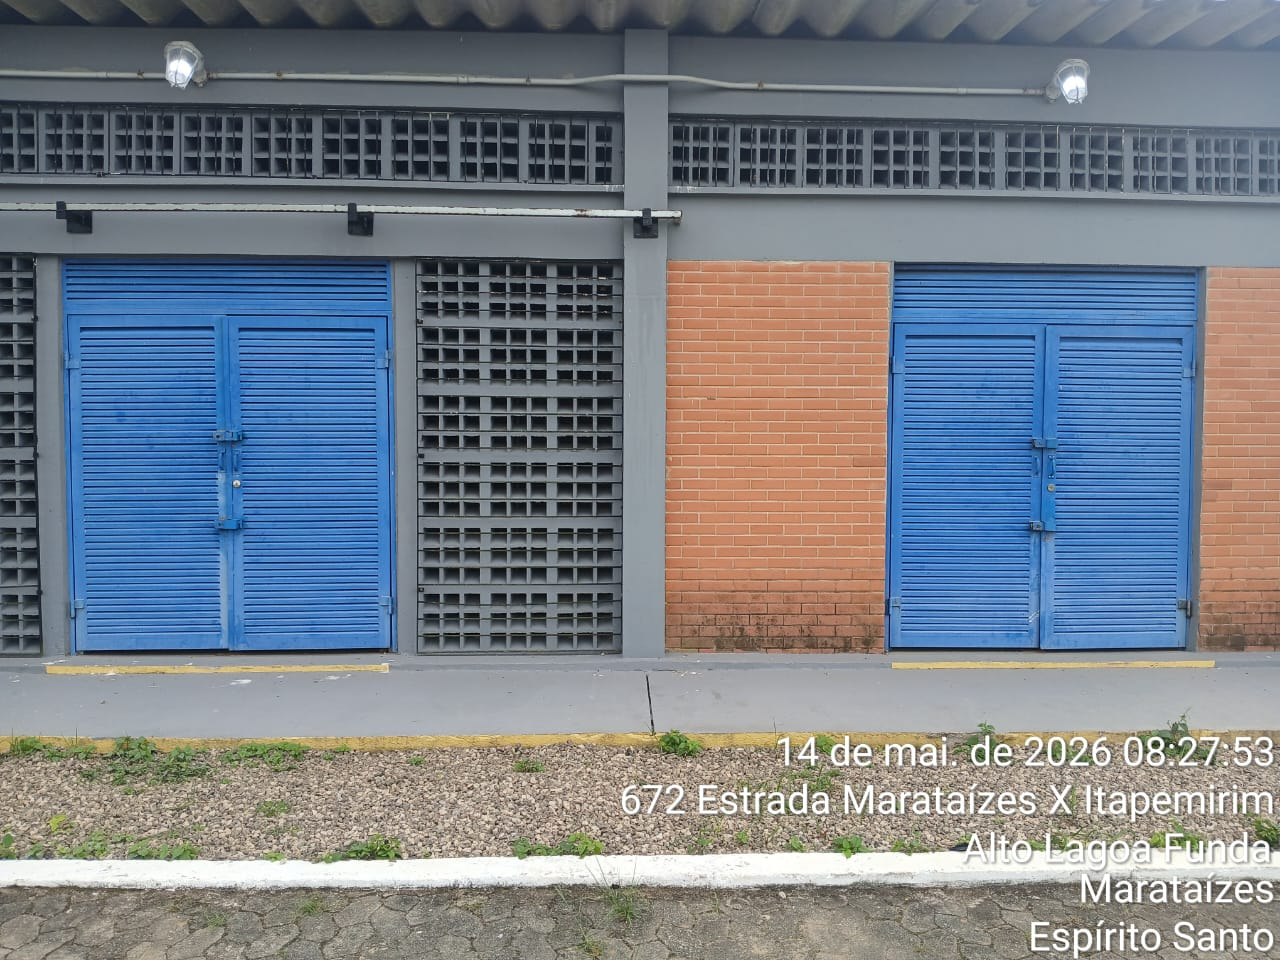 14 de mai. de 2026 08:27:53
672 Estrada Marataízes X Itapemirim
Alto Lagoa Funda
Marataízes
Espírito Santo